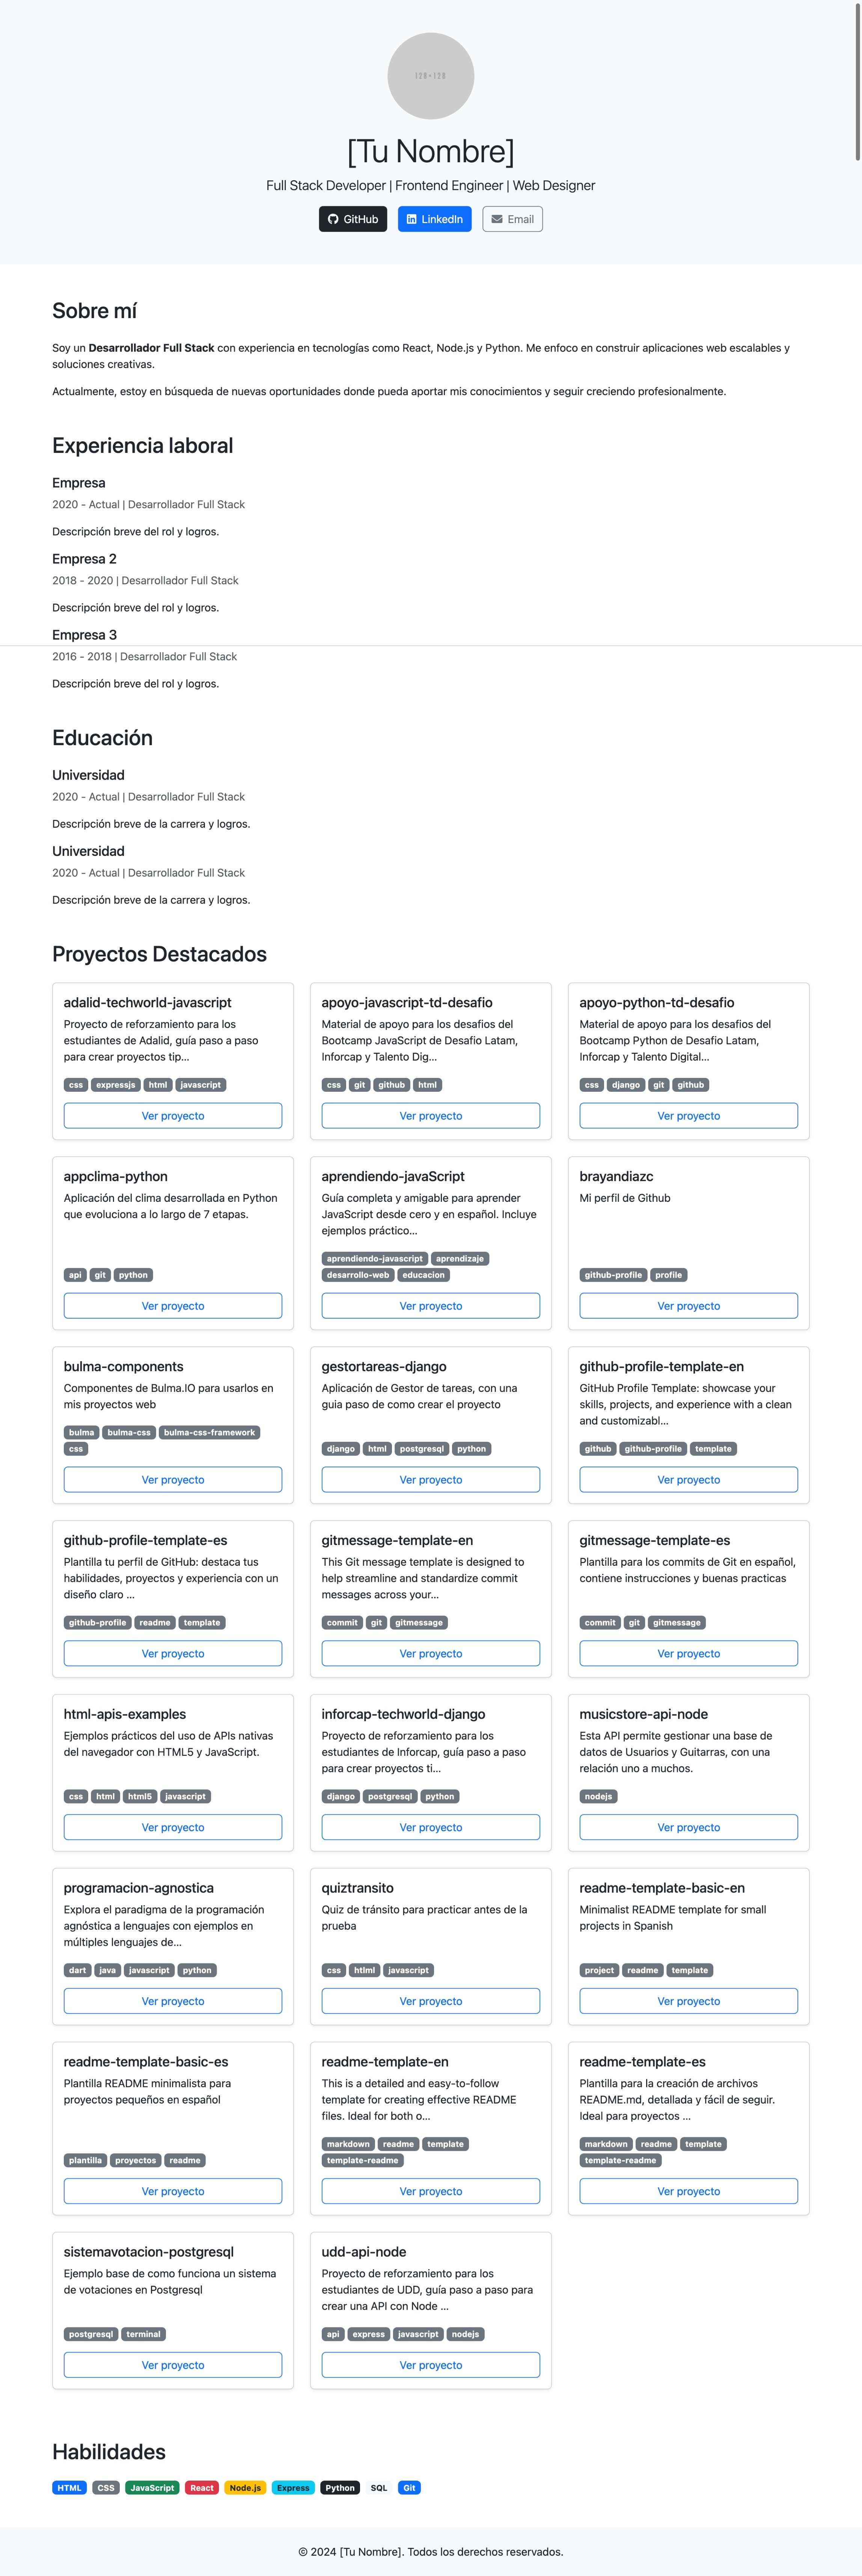 128×128
[Tu Nombre]
Full Stack Developer | Frontend Engineer | Web Designer
GitHub LinkedIn Email
Sobre mí
Soy un Desarrollador Full Stack con experiencia en tecnologías como React, Node.js y Python. Me enfoco en construir aplicaciones web escalables y
soluciones creativas.
Actualmente, estoy en búsqueda de nuevas oportunidades donde pueda aportar mis conocimientos y seguir creciendo profesionalmente.
Experiencia laboral
Empresa
2020 - Actual | Desarrollador Full Stack
Descripción breve del rol y logros.
Empresa 2
2018 - 2020 | Desarrollador Full Stack
Descripción breve del rol y logros.
Empresa 3
2016 - 2018 | Desarrollador Full Stack
Descripción breve del rol y logros.
Educación
Universidad
2020 - Actual | Desarrollador Full Stack
Descripción breve de la carrera y logros.
Universidad
2020 - Actual | Desarrollador Full Stack
Descripción breve de la carrera y logros.
Proyectos Destacados
adalid-techworld-javascript
Proyecto de reforzamiento para los
estudiantes de Adalid, guía paso a paso
para crear proyectos tip...
css expressjs html javascript
Ver proyecto
apoyo-javascript-td-desafio
Material de apoyo para los desafios del
Bootcamp JavaScript de Desafio Latam,
Inforcap y Talento Dig...
css git github html
Ver proyecto
apoyo-python-td-desafio
Material de apoyo para los desafios del
Bootcamp Python de Desafio Latam,
Inforcap y Talento Digital...
css django git github
Ver proyecto
appclima-python
Aplicación del clima desarrollada en Python
que evoluciona a lo largo de 7 etapas.
api git python
Ver proyecto
aprendiendo-javaScript
Guía completa y amigable para aprender
JavaScript desde cero y en español. Incluye
ejemplos práctico...
aprendiendo-javascript aprendizaje
desarrollo-web educacion
Ver proyecto
brayandiazc
Mi perfil de Github
github-profile profile
Ver proyecto
bulma-components
Componentes de Bulma.IO para usarlos en
mis proyectos web
bulma bulma-css bulma-css-framework
css
Ver proyecto
gestortareas-django
Aplicación de Gestor de tareas, con una
guia paso de como crear el proyecto
django html postgresql python
Ver proyecto
github-profile-template-en
GitHub Profile Template: showcase your
skills, projects, and experience with a clean
and customizabl...
github github-profile template
Ver proyecto
github-profile-template-es
Plantilla tu perfil de GitHub: destaca tus
habilidades, proyectos y experiencia con un
diseño claro ...
github-profile readme template
Ver proyecto
gitmessage-template-en
This Git message template is designed to
help streamline and standardize commit
messages across your...
commit git gitmessage
Ver proyecto
gitmessage-template-es
Plantilla para los commits de Git en español,
contiene instrucciones y buenas practicas
commit git gitmessage
Ver proyecto
html-apis-examples
Ejemplos prácticos del uso de APIs nativas
del navegador con HTML5 y JavaScript.
css html html5 javascript
Ver proyecto
inforcap-techworld-django
Proyecto de reforzamiento para los
estudiantes de Inforcap, guía paso a paso
para crear proyectos ti...
django postgresql python
Ver proyecto
musicstore-api-node
Esta API permite gestionar una base de
datos de Usuarios y Guitarras, con una
relación uno a muchos.
nodejs
Ver proyecto
programacion-agnostica
Explora el paradigma de la programación
agnóstica a lenguajes con ejemplos en
múltiples lenguajes de...
dart java javascript python
Ver proyecto
quiztransito
Quiz de tránsito para practicar antes de la
prueba
css html javascript
Ver proyecto
readme-template-basic-en
Minimalist README template for small
projects in Spanish
project readme template
Ver proyecto
readme-template-basic-es
Plantilla README minimalista para
proyectos pequeños en español
plantilla proyectos readme
Ver proyecto
readme-template-en
This is a detailed and easy-to-follow
template for creating effective README
files. Ideal for both o...
markdown readme template
template-readme
Ver proyecto
readme-template-es
Plantilla para la creación de archivos
README.md, detallada y fácil de seguir.
Ideal para proyectos ...
markdown readme template
template-readme
Ver proyecto
sistemavotacion-postgresql
Ejemplo base de como funciona un sistema
de votaciones en Postgresql
postgresql terminal
Ver proyecto
udd-api-node
Proyecto de reforzamiento para los
estudiantes de UDD, guía paso a paso para
crear una API con Node ...
api express javascript nodejs
Ver proyecto
Habilidades
HTML CSS JavaScript React Node.js Express Python SQL Git
© 2024 [Tu Nombre]. Todos los derechos reservados.